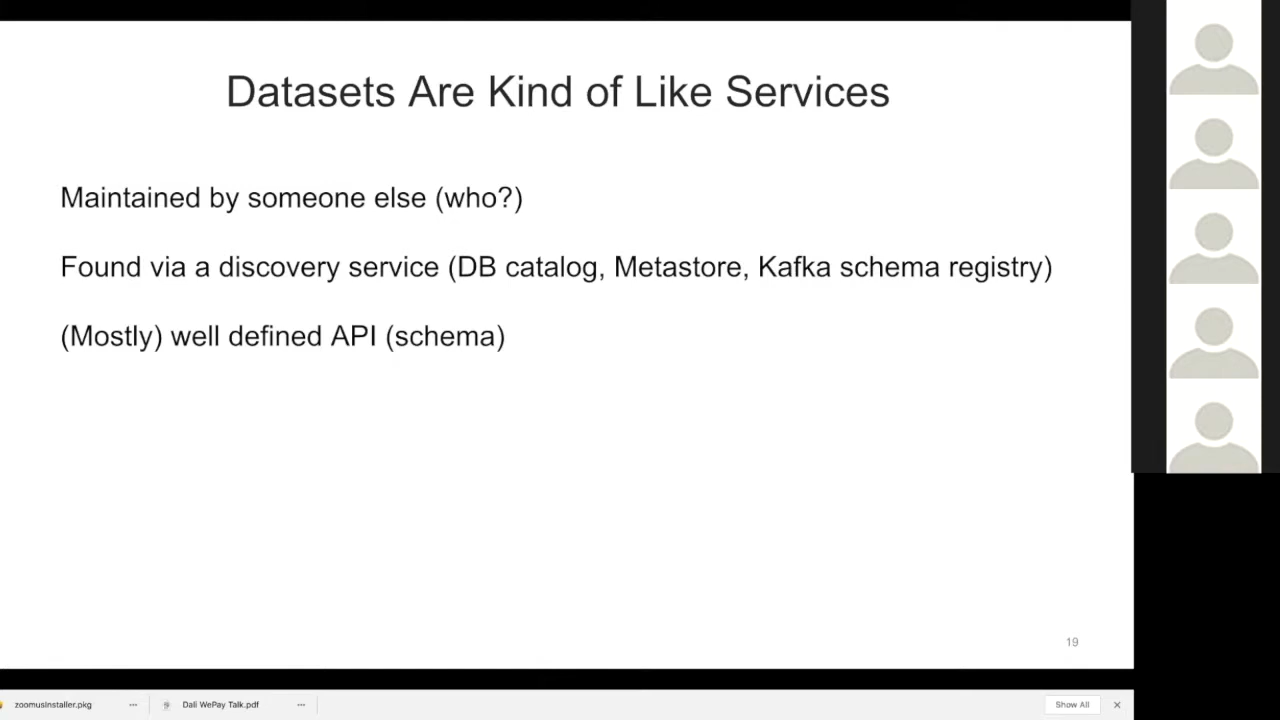 Datasets Are Kind of Like Services
Maintained by someone else (who?)
Found via a discovery service (DB catalog, Metastore, Kafka schema registry)
(Mostly) well defined API (schema)
19
zoomusInstaller.pkg
Dali WePay Talk.pdf
Show All